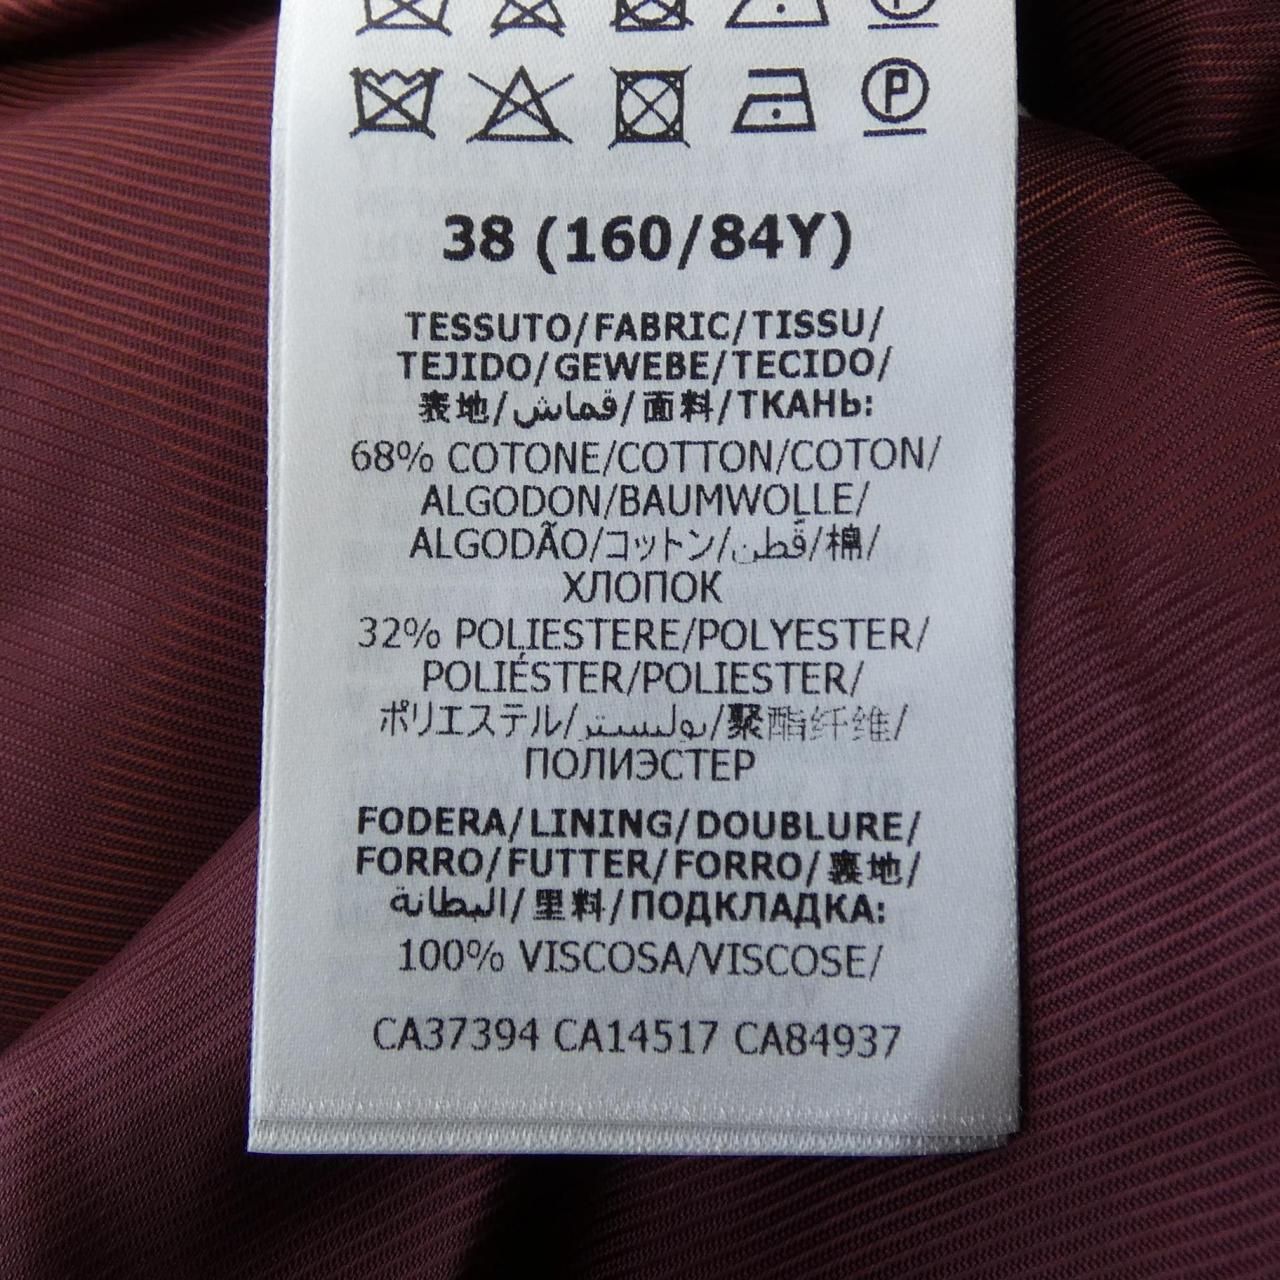 38 (160/84Y)
TESSUTO/FABRIC/TISSU/
TEJIDO/GEWEBE/TECIDO/
表地/قماش/面料/ТКАНЬ:
68% COTONE/COTTON/COTON/
ALGODON/BAUMWOLLE/
ALGODÃO/コットン/قُطن/棉/
ХЛОПОК
32% POLIESTERE/POLYESTER/
POLIÉSTER/POLIESTER/
ポリエステル/بوليستر/聚酯纤维/
ПОЛИЭСТЕР
FODERA/LINING/DOUBLURE/
FORRO/FUTTER/FORRO/裏地/
البطانة/里料/ПОДКЛАДКА:
100% VISCOSA/VISCOSE/
CA37394 CA14517 CA84937